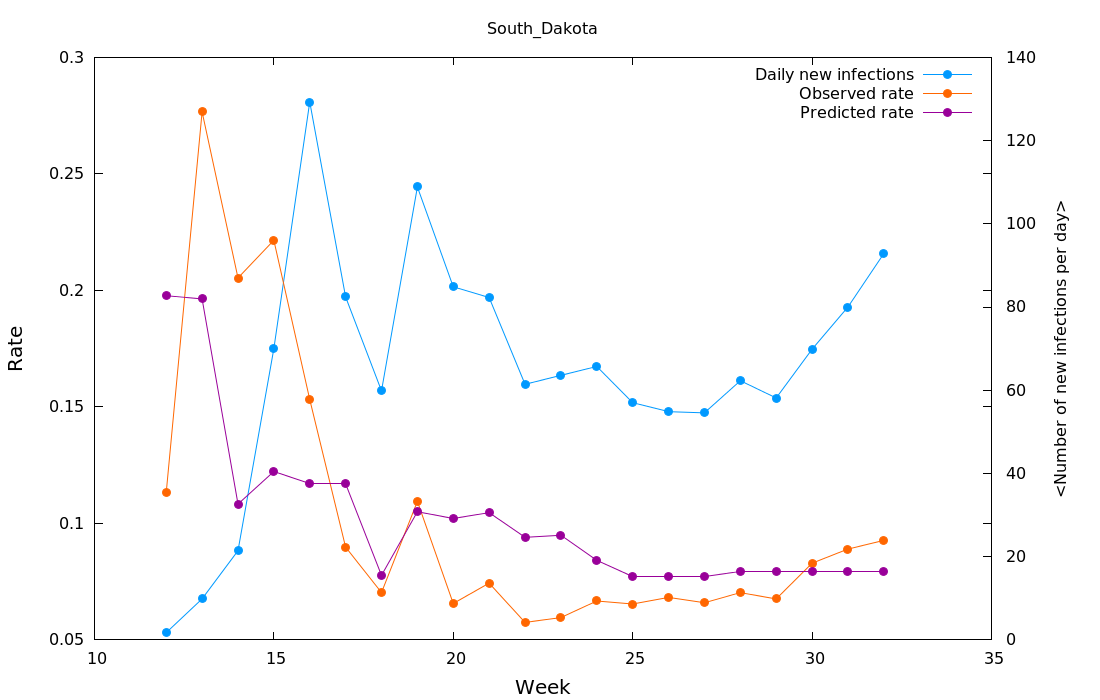 South_Dakota
Daily new infections
Observed rate
Predicted rate
0.3
0.25
0.2
0.15
0.1
0.05
Rate
140
120
100
80
60
40
20
0
<Number of new infections per day>
10 15 20 25 30 35
Week